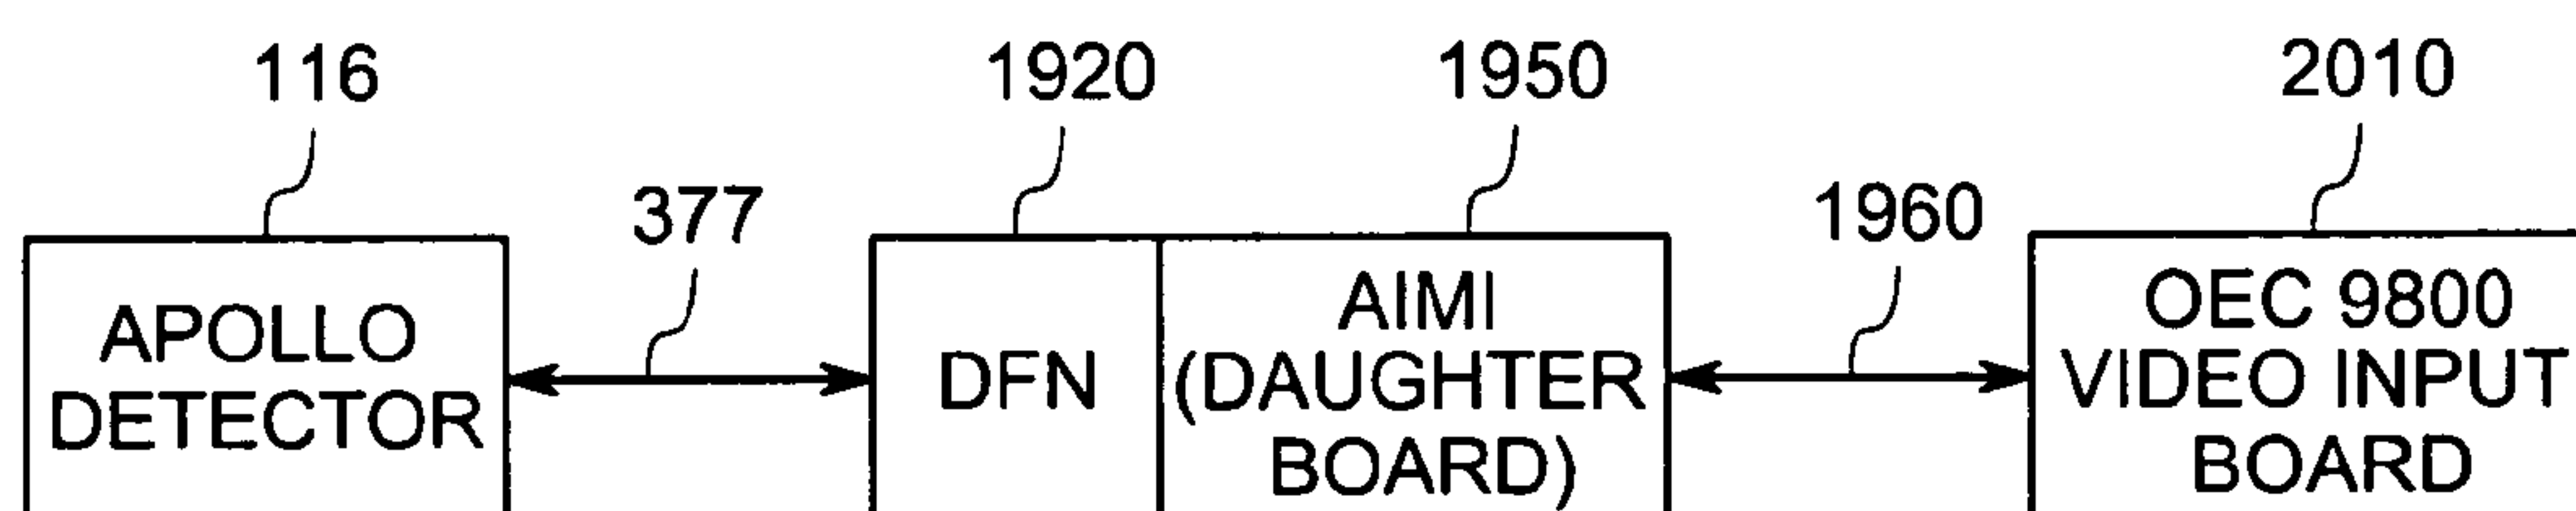 116
1920
1950
2010
377
1960
APOLLO
DETECTOR
DFN
AIMI
(DAUGHTER
BOARD)
OEC 9800
VIDEO INPUT
BOARD